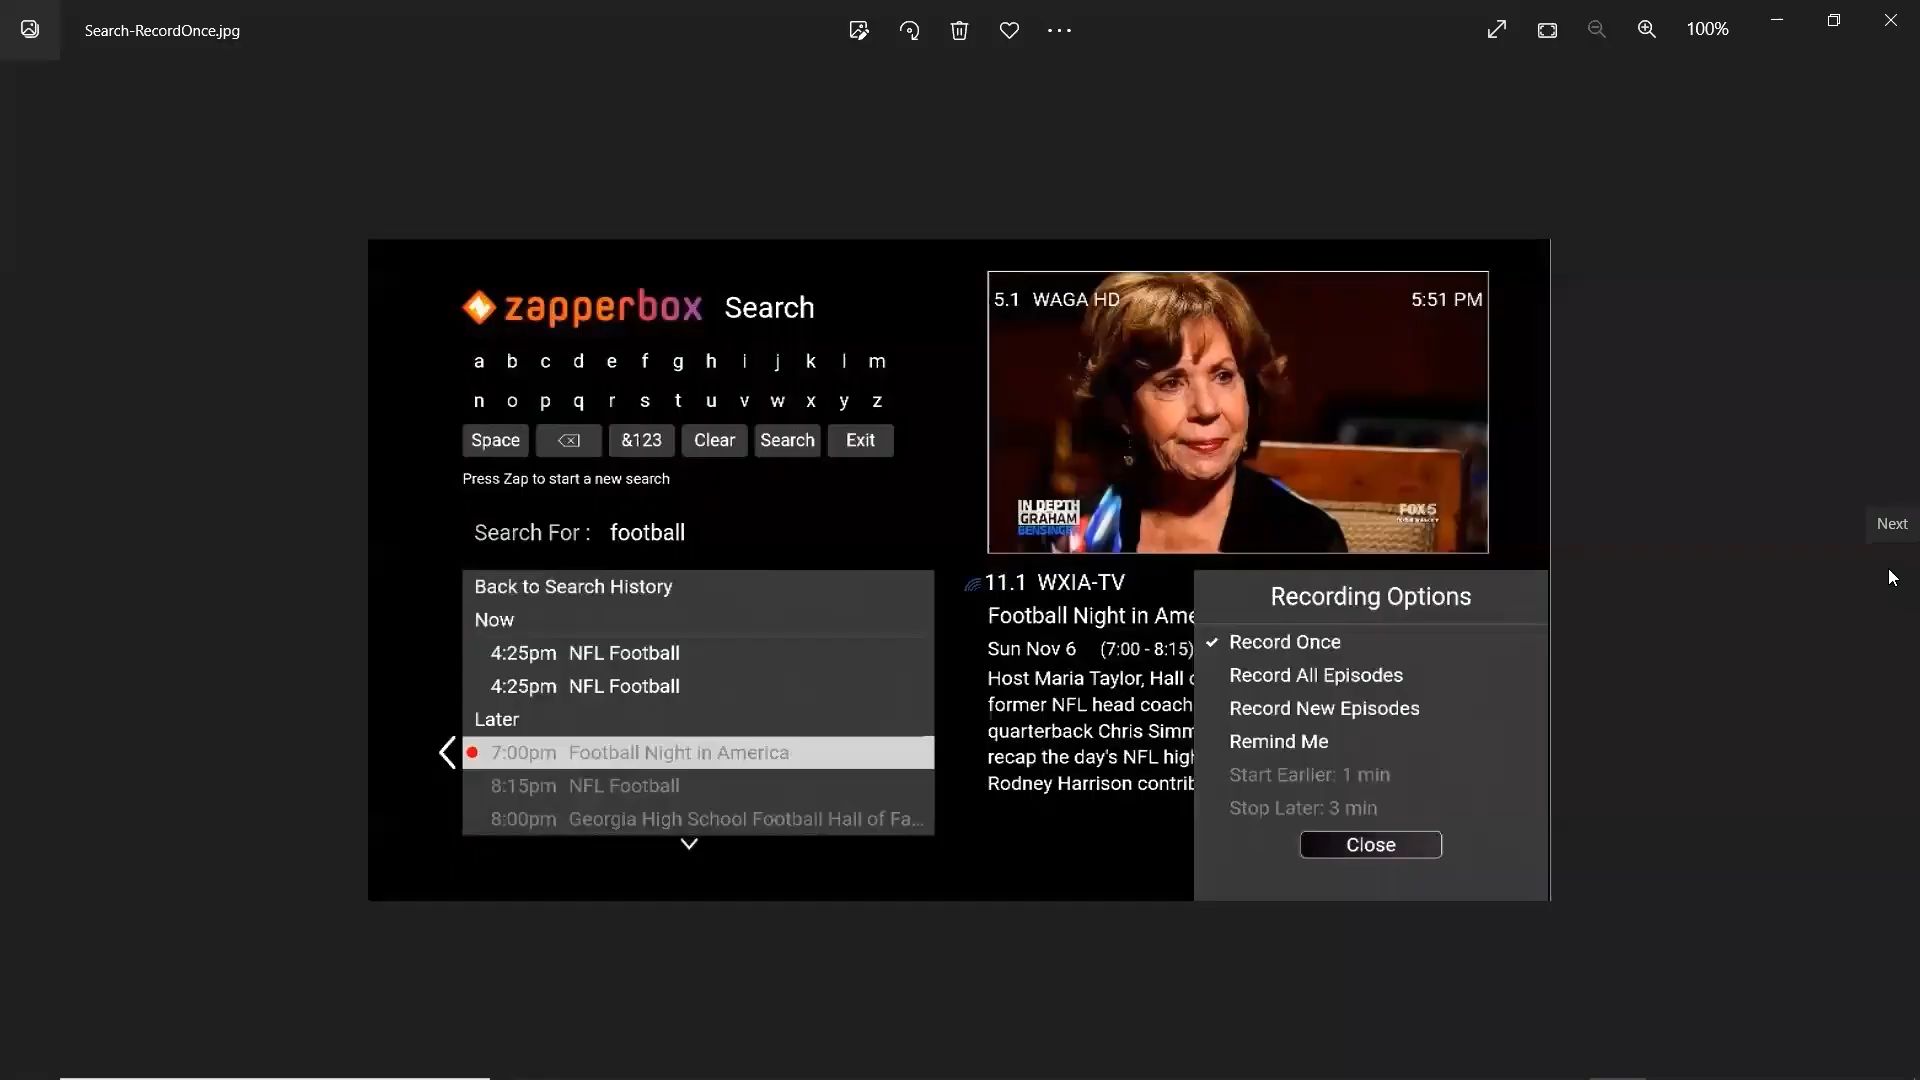 Search-RecordOnce.jpg
100%
zapperbox Search
5.1 WAGA HD 5:51 PM
a b c d e f g h i j k l m
n o p q r s t u v w x y z
Space &123 Clear Search Exit
Press Zap to start a new search
IN DEPTH
GRAHAM
BENSINGER
FOX 5
Next
Search For : football
Back to Search History
Now
4:25pm NFL Football
4:25pm NFL Football
Later
7:00pm Football Night in America
8:15pm NFL Football
8:00pm Georgia High School Football Hall of Fa...
11.1 WXIA-TV
Football Night in Ame
Sun Nov 6 (7:00 - 8:15)
Host Maria Taylor, Hall
former NFL head coach
quarterback Chris Simm
recap the day's NFL hig
Rodney Harrison contrib
Recording Options
Record Once
Record All Episodes
Record New Episodes
Remind Me
Start Earlier: 1 min
Stop Later: 3 min
Close